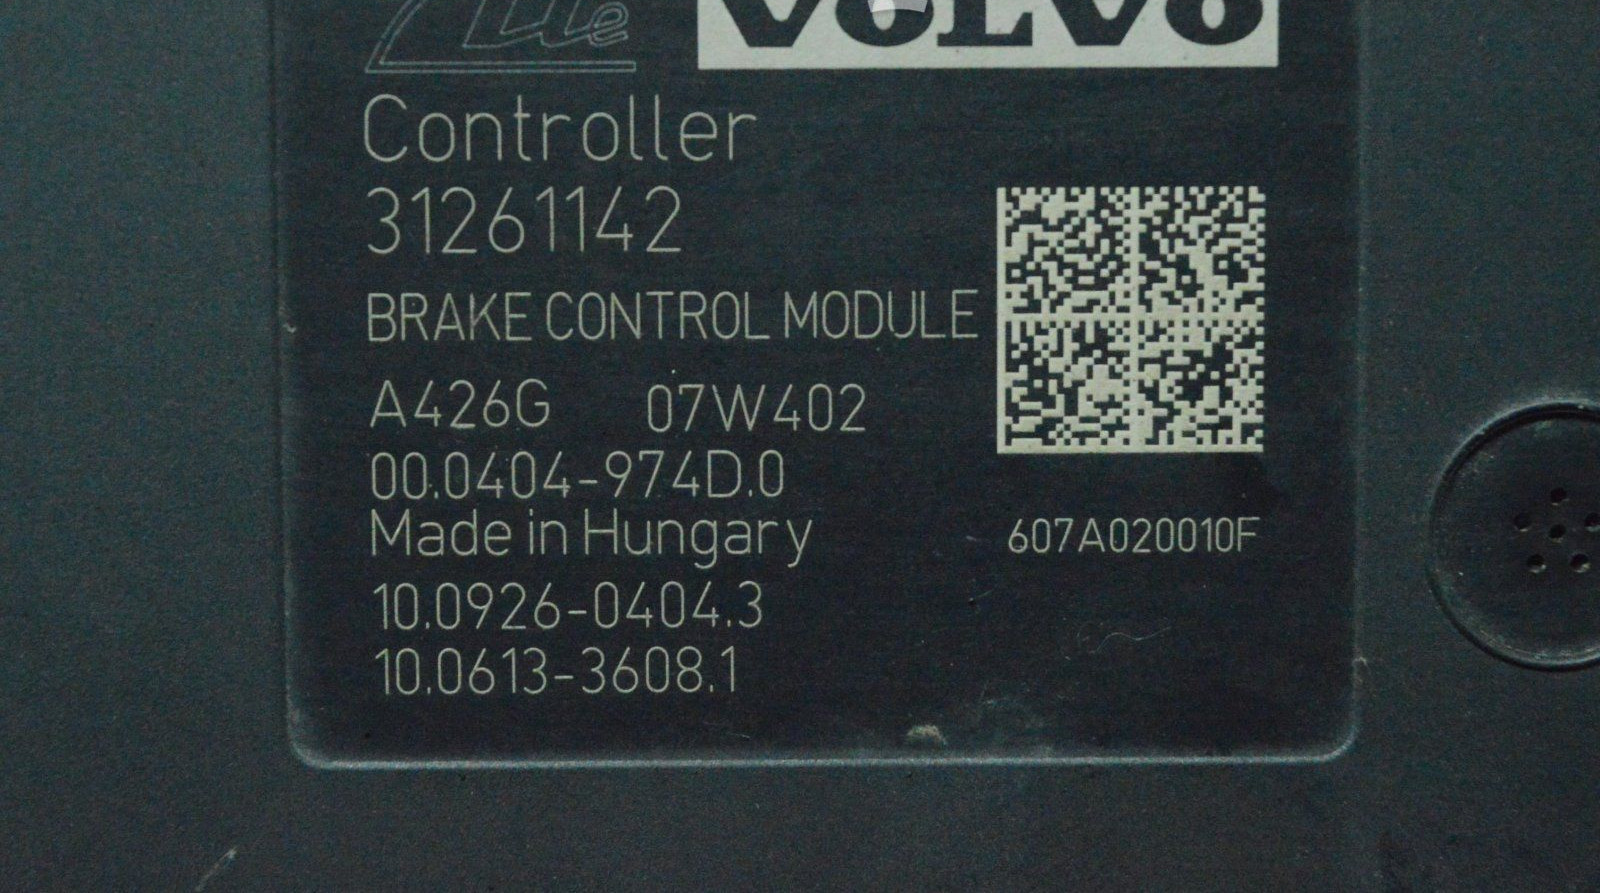 Ate VOLVO
Controller
31261142
BRAKE CONTROL MODULE
A426G 07W402
00.0404-974D.0
Made in Hungary
607A020010F
10.0926-0404.3
10.0613-3608.1